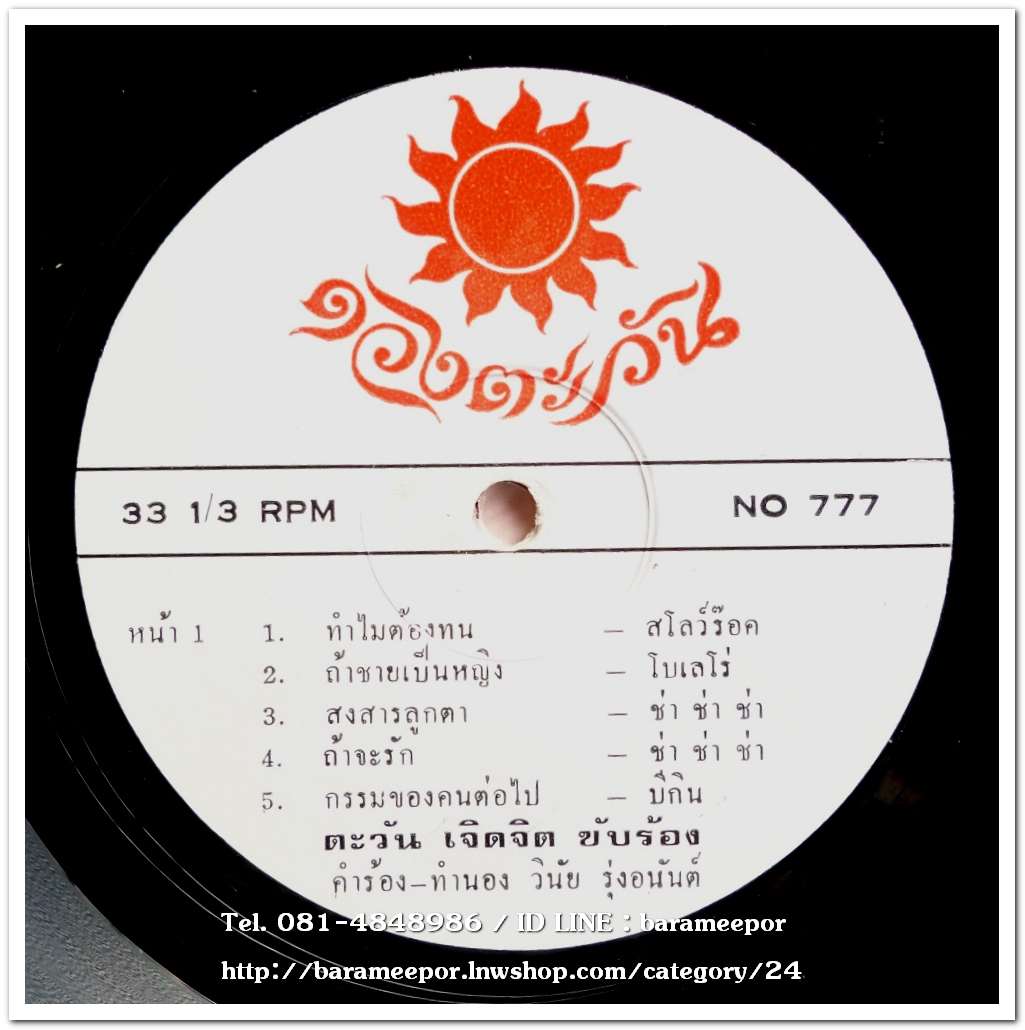 ของตะวัน
33 1/3 RPM NO 777
หน้า 1 1. ทำไมต้องทน – สโลว์ร๊อค
2. ถ้าชายเป็นหญิง – โบเลโร่
3. สงสารลูกตา – ช่า ช่า ช่า
4. ถ้าจะรัก – ช่า ช่า ช่า
5. กรรมของคนต่อไป – บีกิน
ตะวัน เจิดจิต ขับร้อง
คำร้อง–ทำนอง วินัย รุ่งอนันต์
Tel. 081-4848986 / ID LINE : barameepor
http://barameepor.lnwshop.com/category/24